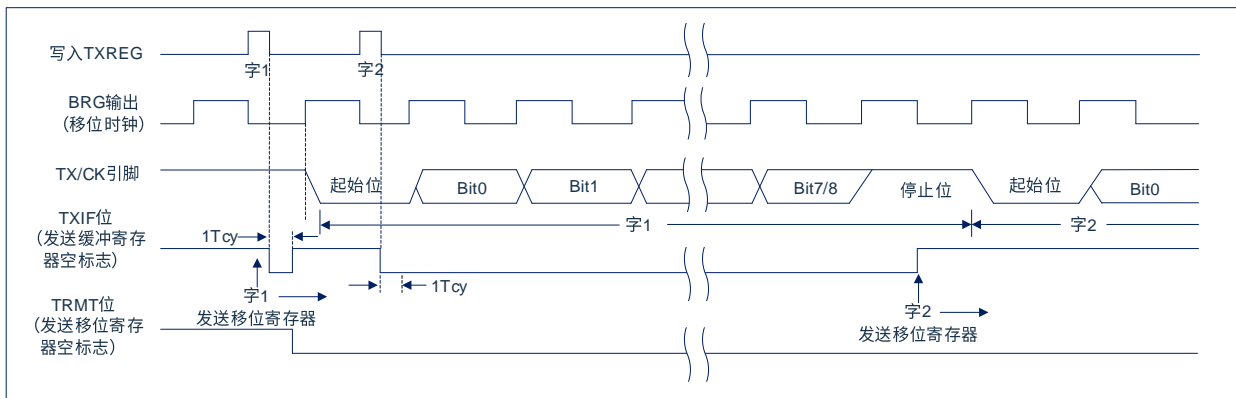 写入TXREG
字1
字2
BRG输出
（移位时钟）
TX/CK引脚
起始位
Bit0
Bit1
Bit7/8
停止位
起始位
Bit0
TXIF位
（发送缓冲寄存
器空标志）
1Tcy
字1
字2
1Tcy
字1
发送移位寄存器
字2
发送移位寄存器
TRMT位
（发送移位寄存
器空标志）